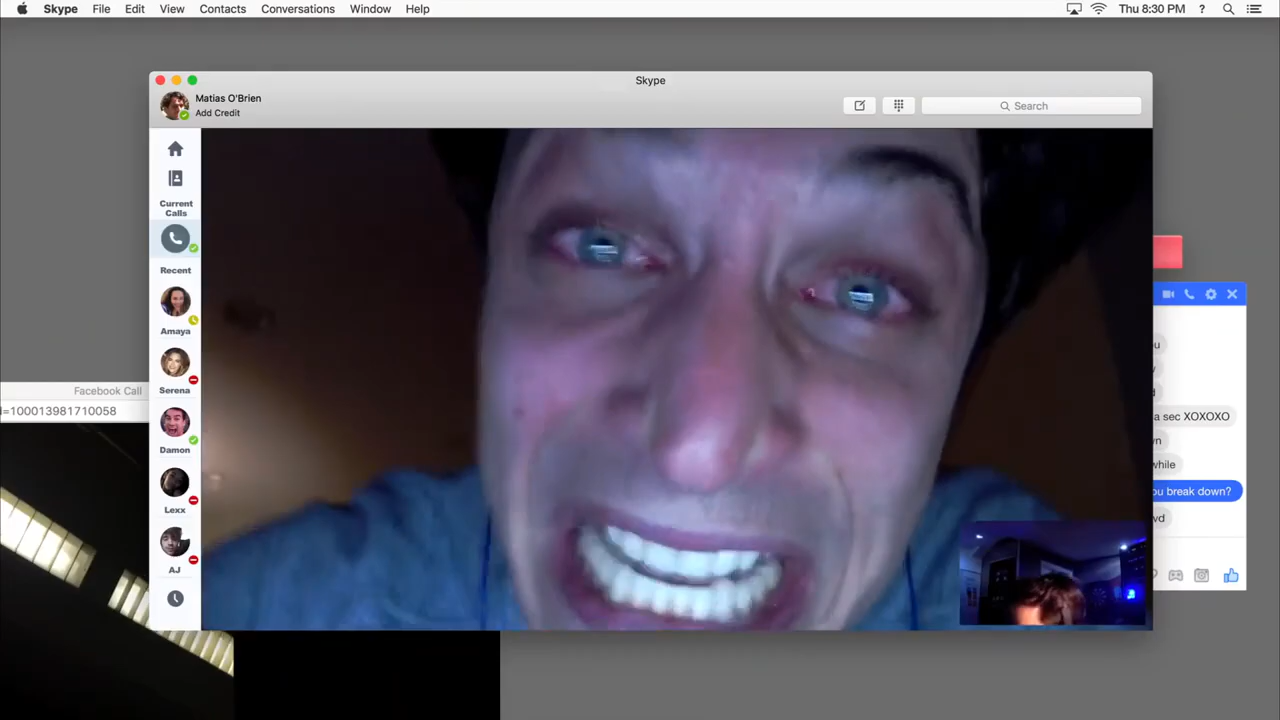 Skype File Edit View Contacts Conversations Window Help Thu 8:30 PM ?
Skype
Matias O'Brien
Add Credit
Search
Current
Calls
Recent
Amaya
Serena
Damon
Lexx
AJ
Facebook Call
=100013981710058
a sec XOXOXO
while
ou break down?